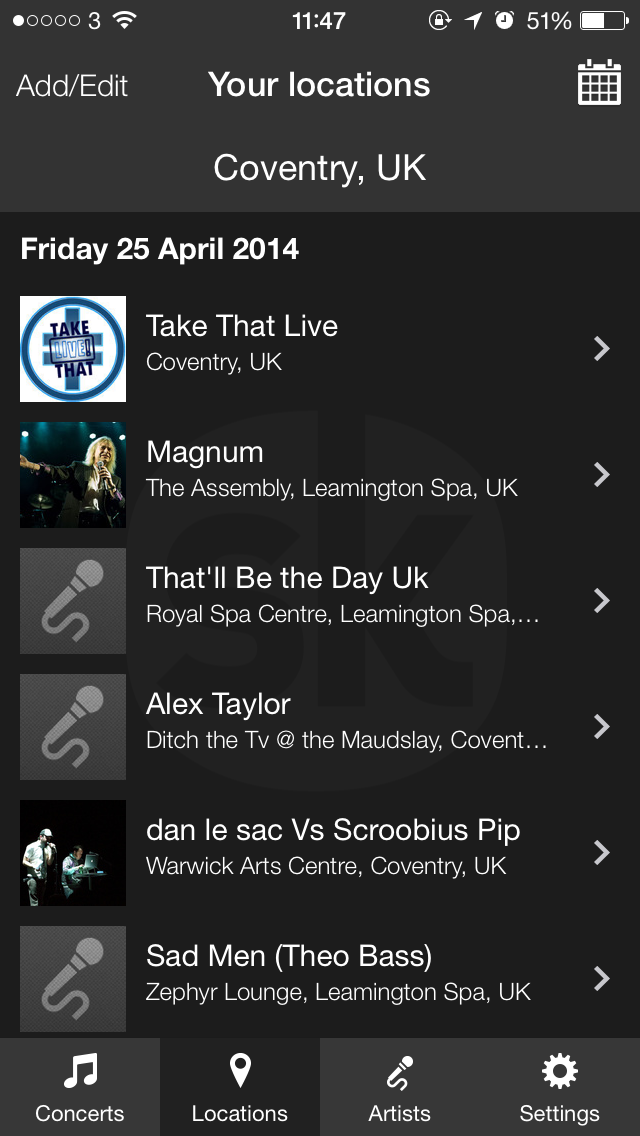 3 11:47 51%
Add/Edit Your locations
Coventry, UK
Friday 25 April 2014
TAKE
LIVE!
THAT
Take That Live
Coventry, UK
Magnum
The Assembly, Leamington Spa, UK
That'll Be the Day Uk
Royal Spa Centre, Leamington Spa,...
Alex Taylor
Ditch the Tv @ the Maudslay, Covent...
dan le sac Vs Scroobius Pip
Warwick Arts Centre, Coventry, UK
Sad Men (Theo Bass)
Zephyr Lounge, Leamington Spa, UK
sk
Concerts Locations Artists Settings